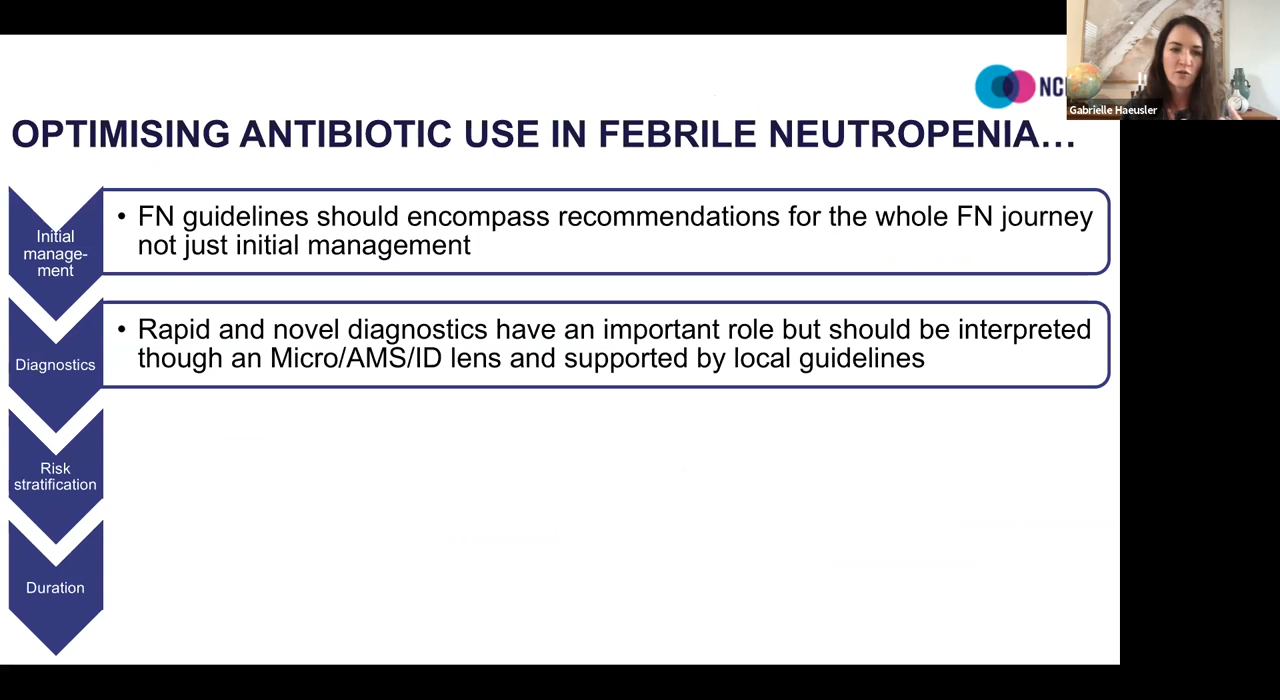 NC
Gabrielle Haeusler
OPTIMISING ANTIBIOTIC USE IN FEBRILE NEUTROPENIA…
Initial
manage-
ment
• FN guidelines should encompass recommendations for the whole FN journey
not just initial management
Diagnostics
• Rapid and novel diagnostics have an important role but should be interpreted
though an Micro/AMS/ID lens and supported by local guidelines
Risk
stratification
Duration